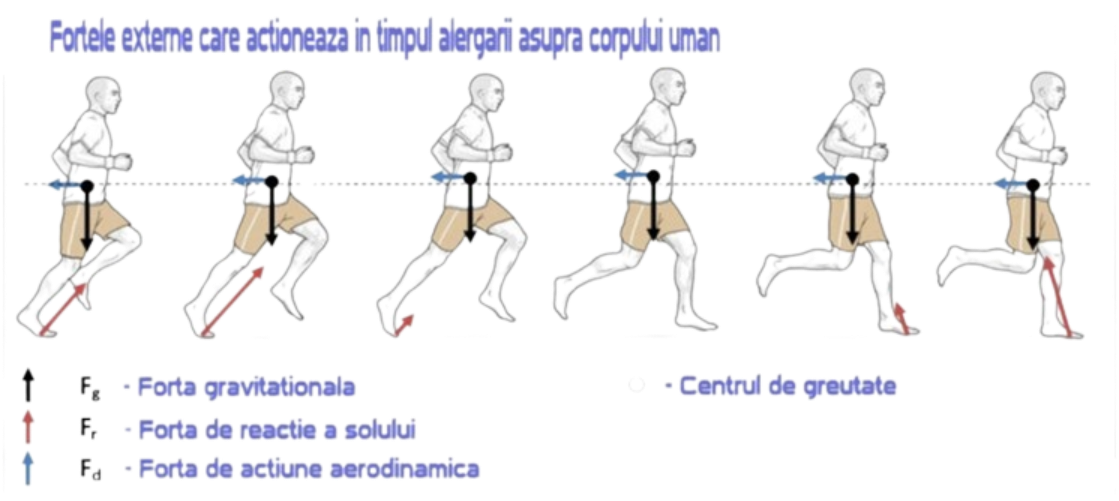 Fortele externe care actioneaza in timpul alergarii asupra corpului uman
Fg - Forta gravitationala
- Centrul de greutate
Fr - Forta de reactie a solului
Fd - Forta de actiune aerodinamica